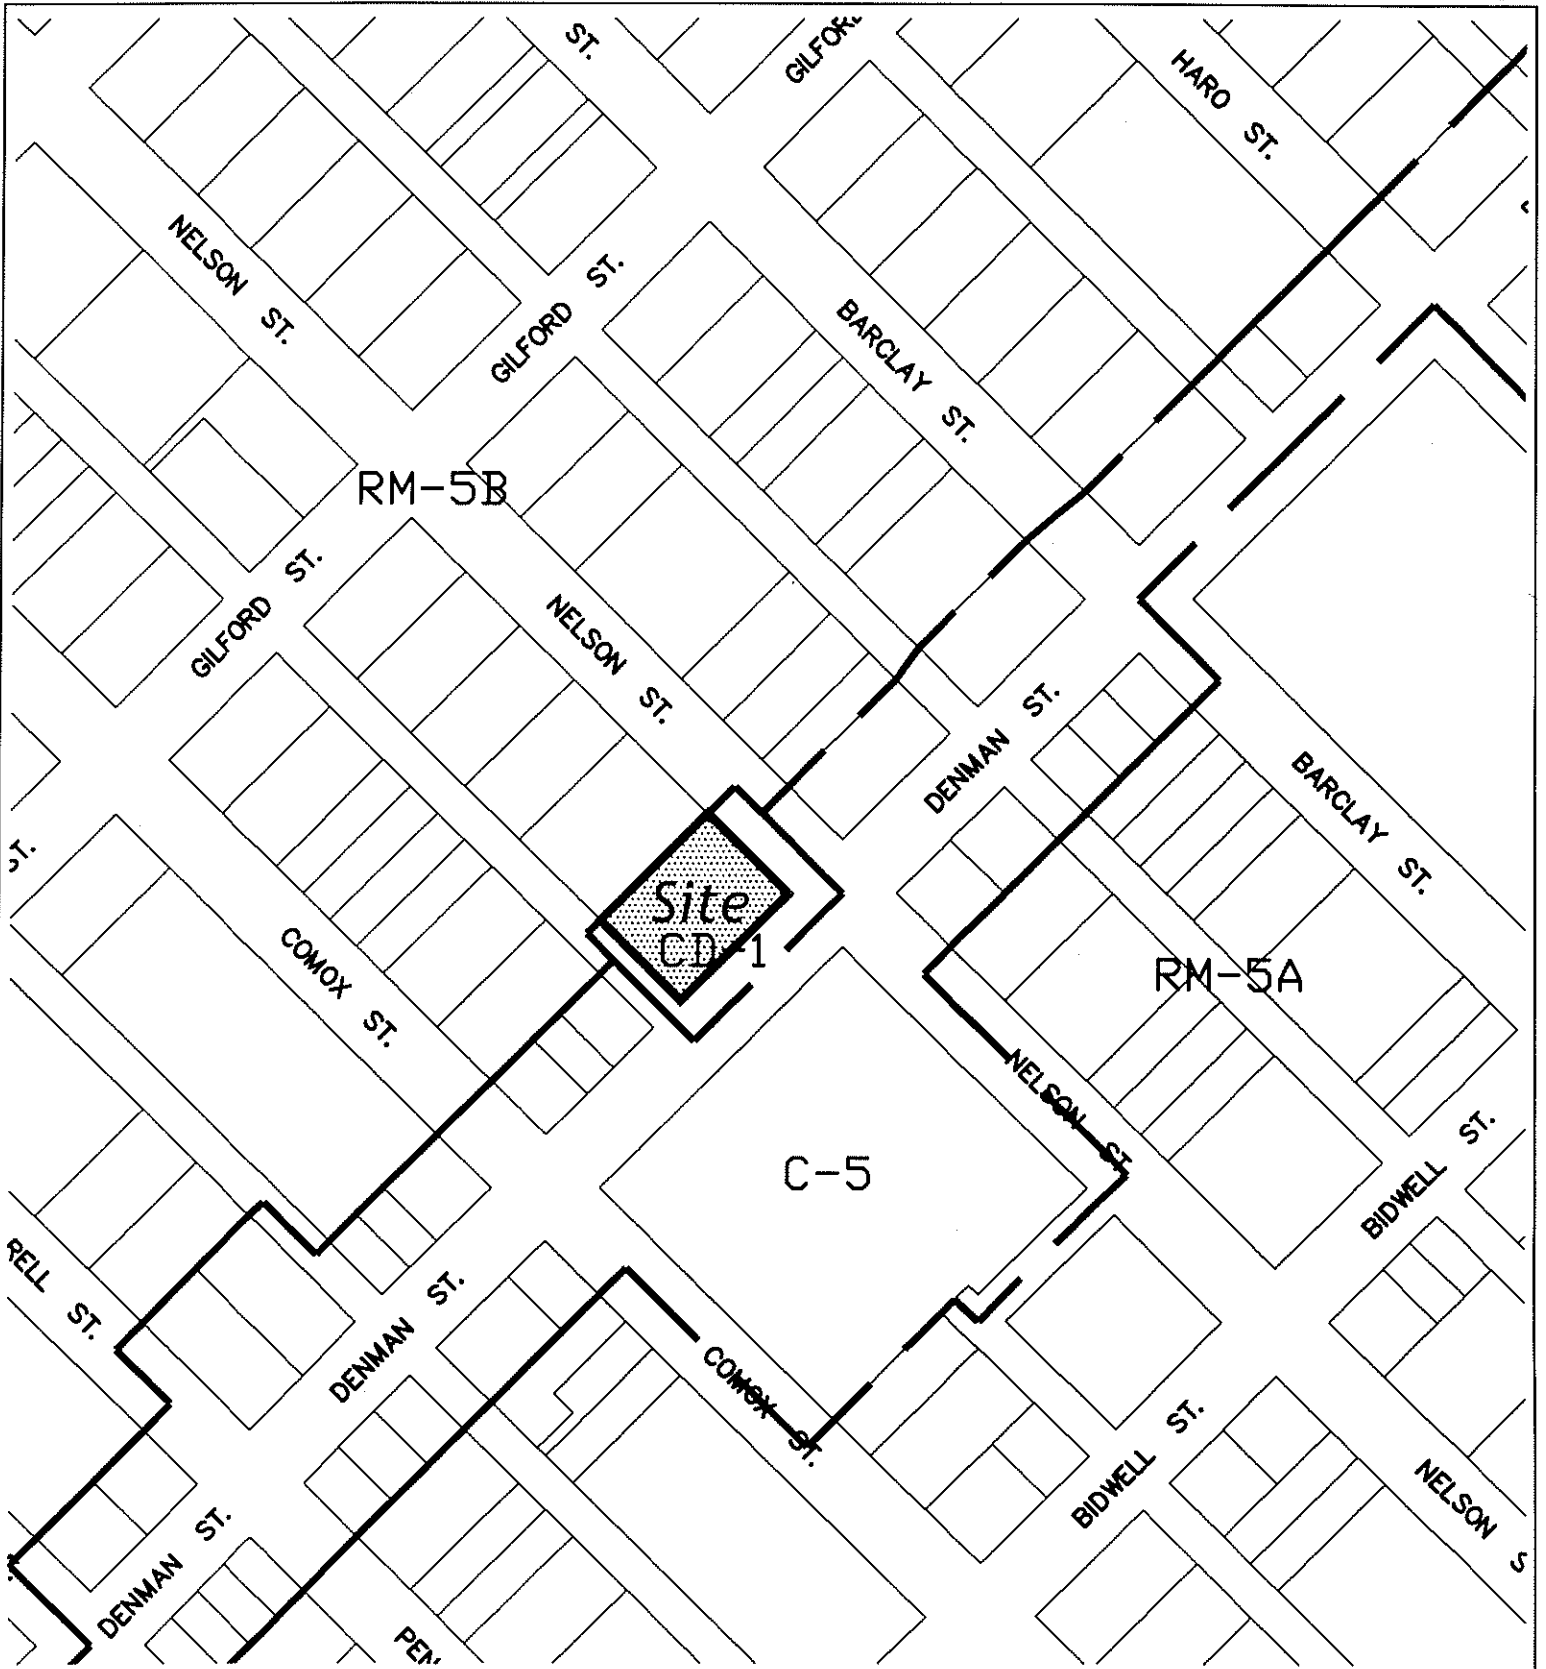 ST.
HARO ST.
NELSON ST.
GILFORD ST.
BARCLAY ST.
RM-5B
GILFORD ST.
NELSON ST.
DENMAN ST.
BARCLAY ST.
ST.
Site
CD-1
COMOX ST.
RM-5A
NELSON ST.
BIDWELL ST.
C-5
RELL ST.
DENMAN ST.
COMOX ST.
BIDWELL ST.
NELSON S
DENMAN ST.
PEN